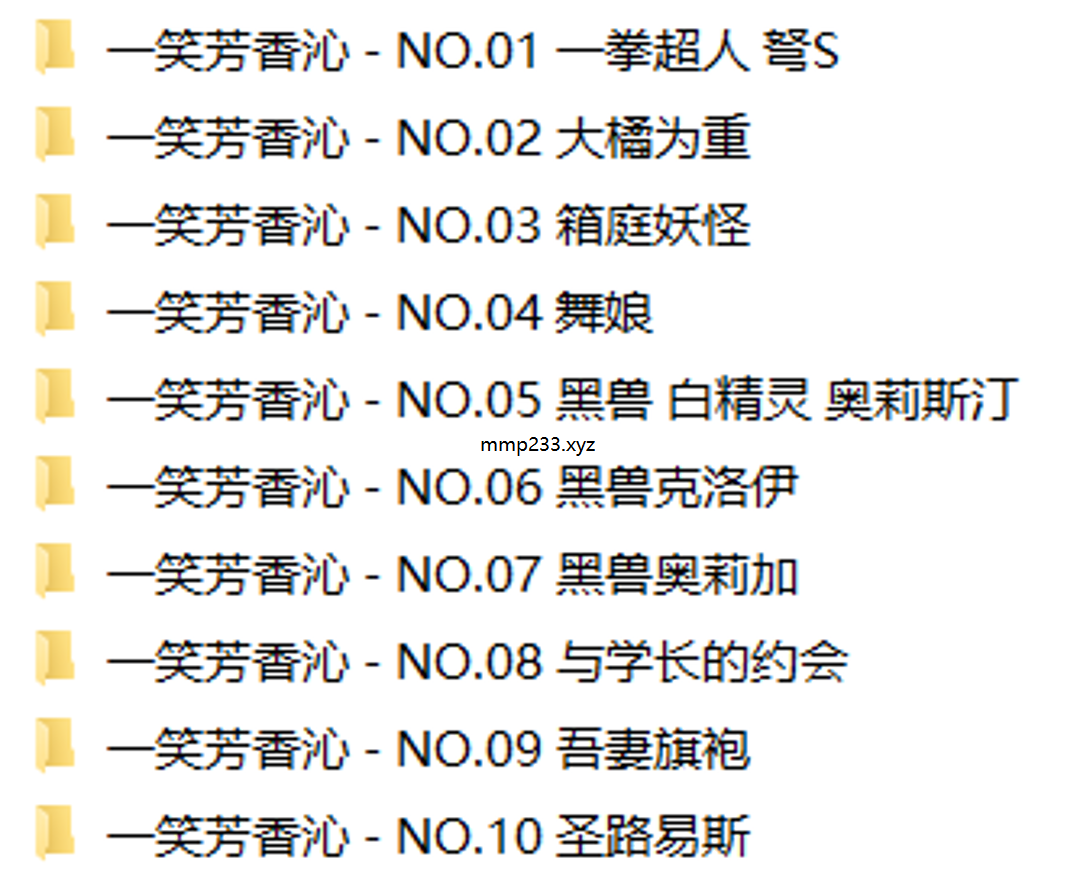 一笑芳香沁 - NO.01 一拳超人 弩S
一笑芳香沁 - NO.02 大橘为重
一笑芳香沁 - NO.03 箱庭妖怪
一笑芳香沁 - NO.04 舞娘
一笑芳香沁 - NO.05 黑兽 白精灵 奥莉斯汀
mmp233.xyz
一笑芳香沁 - NO.06 黑兽克洛伊
一笑芳香沁 - NO.07 黑兽奥莉加
一笑芳香沁 - NO.08 与学长的约会
一笑芳香沁 - NO.09 吾妻旗袍
一笑芳香沁 - NO.10 圣路易斯